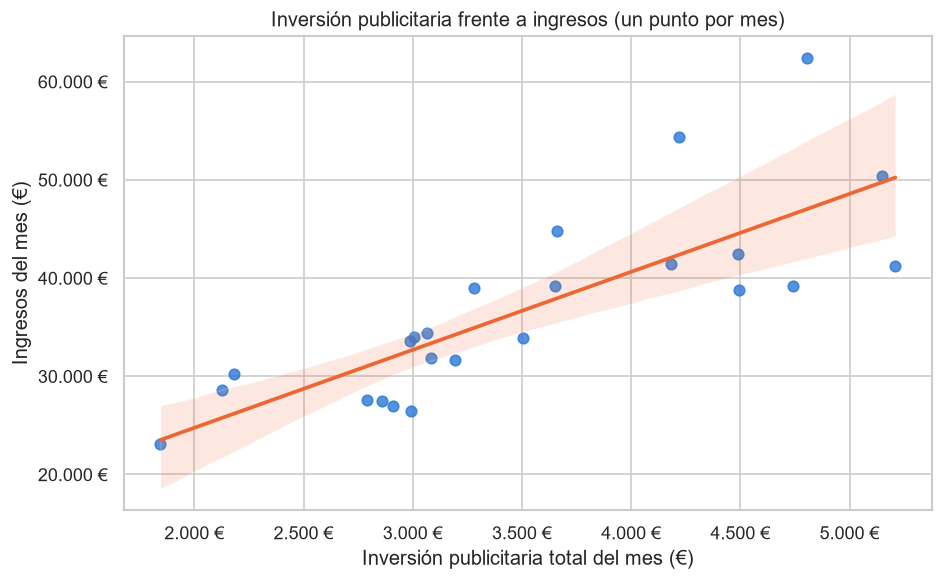 Inversión publicitaria frente a ingresos (un punto por mes)
Ingresos del mes (€)
60.000 €
50.000 €
40.000 €
30.000 €
20.000 €
2.000 € 2.500 € 3.000 € 3.500 € 4.000 € 4.500 € 5.000 €
Inversión publicitaria total del mes (€)